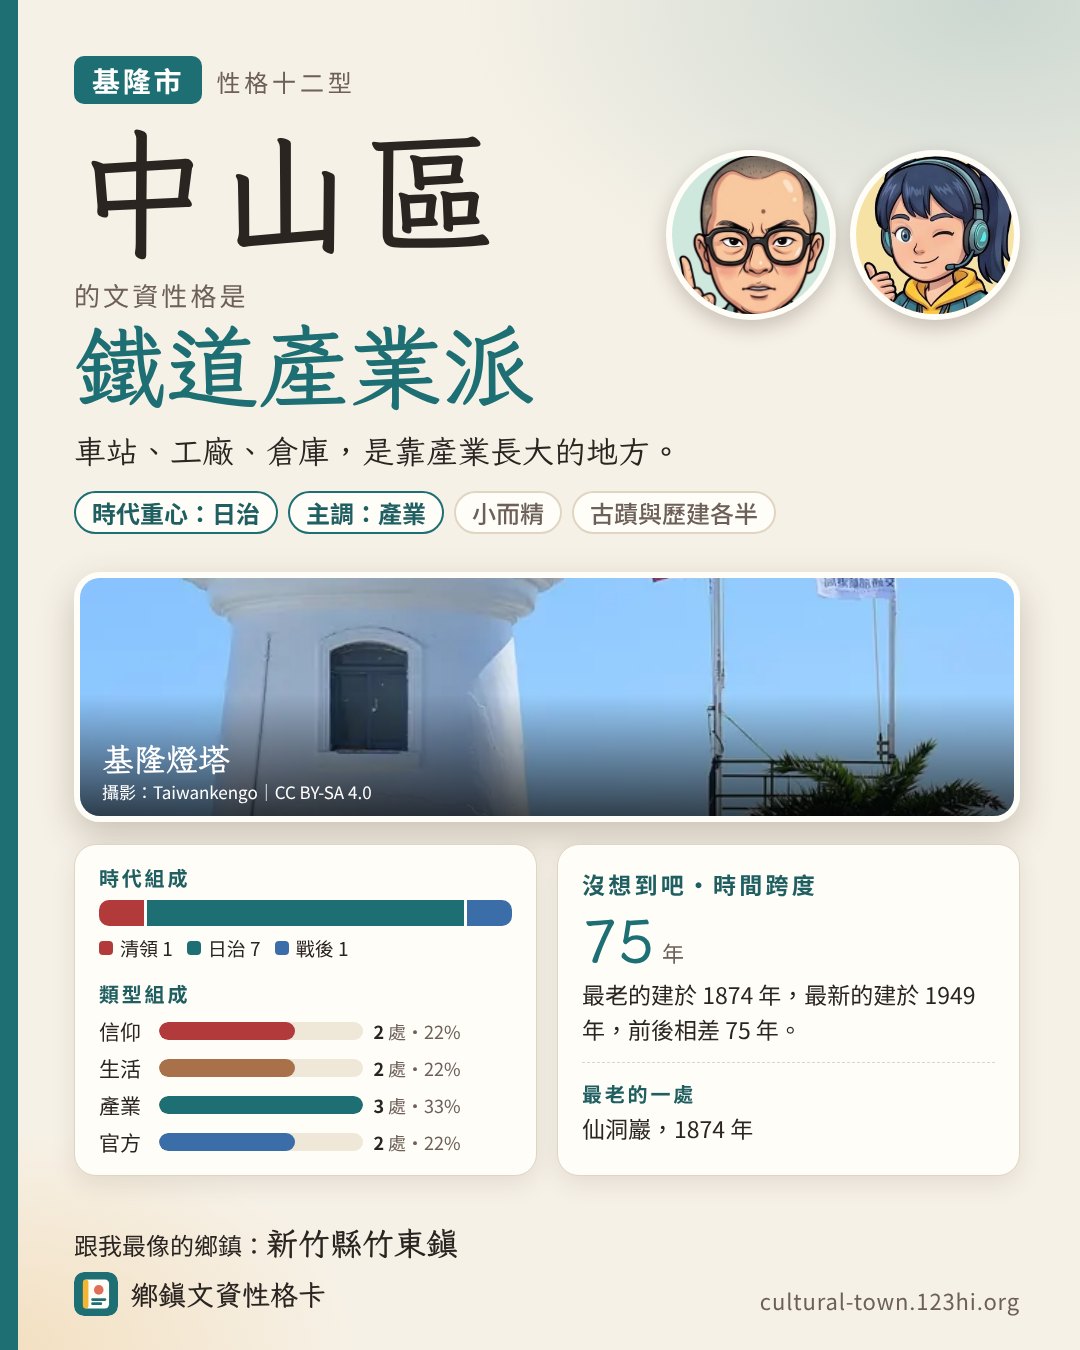 基隆市 性格十二型
中山區
的文資性格是
鐵道產業派
車站、工廠、倉庫，是靠產業長大的地方。
時代重心：日治 主調：產業 小而精 古蹟與歷建各半
基隆燈塔
攝影：Taiwankengo｜CC BY-SA 4.0
時代組成
清領 1 日治 7 戰後 1
類型組成
信仰 2 處・22%
生活 2 處・22%
產業 3 處・33%
官方 2 處・22%
沒想到吧・時間跨度
75 年
最老的建於 1874 年，最新的建於 1949
年，前後相差 75 年。
最老的一處
仙洞巖，1874 年
跟我最像的鄉鎮：新竹縣竹東鎮
鄉鎮文資性格卡
cultural-town.123hi.org